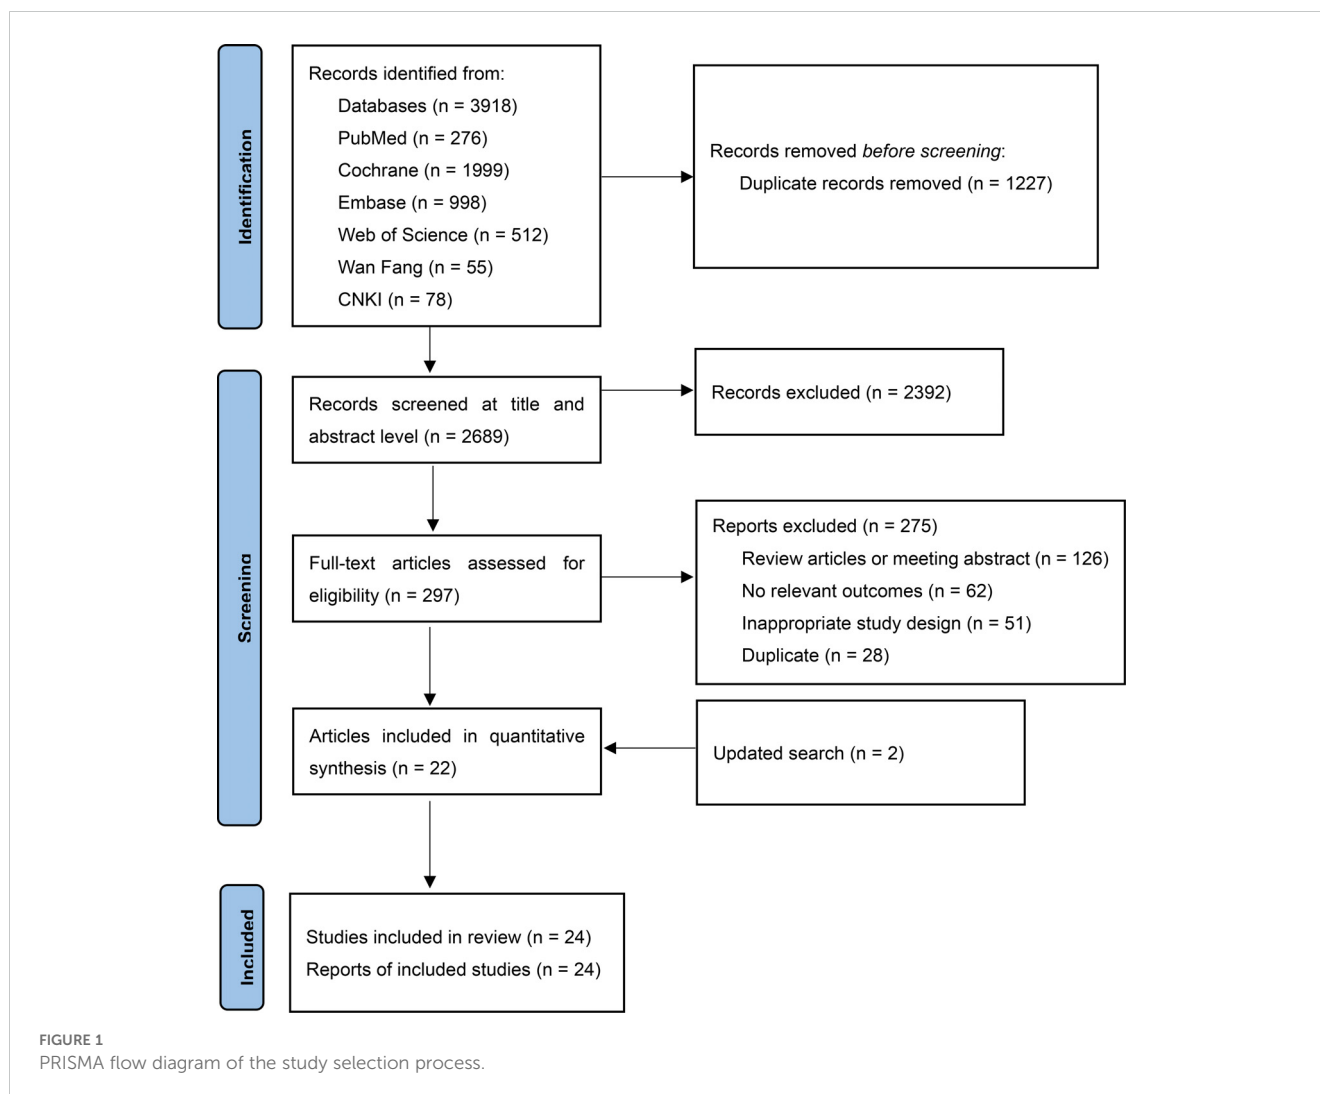 Identification
Records identified from:
Databases (n = 3918)
PubMed (n = 276)
Cochrane (n = 1999)
Embase (n = 998)
Web of Science (n = 512)
Wan Fang (n = 55)
CNKI (n = 78)
Records removed before screening:
Duplicate records removed (n = 1227)
Screening
Records screened at title and
abstract level (n = 2689)
Records excluded (n = 2392)
Full-text articles assessed for
eligibility (n = 297)
Reports excluded (n = 275)
Review articles or meeting abstract (n = 126)
No relevant outcomes (n = 62)
Inappropriate study design (n = 51)
Duplicate (n = 28)
Articles included in quantitative
synthesis (n = 22)
Updated search (n = 2)
Included
Studies included in review (n = 24)
Reports of included studies (n = 24)
FIGURE 1
PRISMA flow diagram of the study selection process.